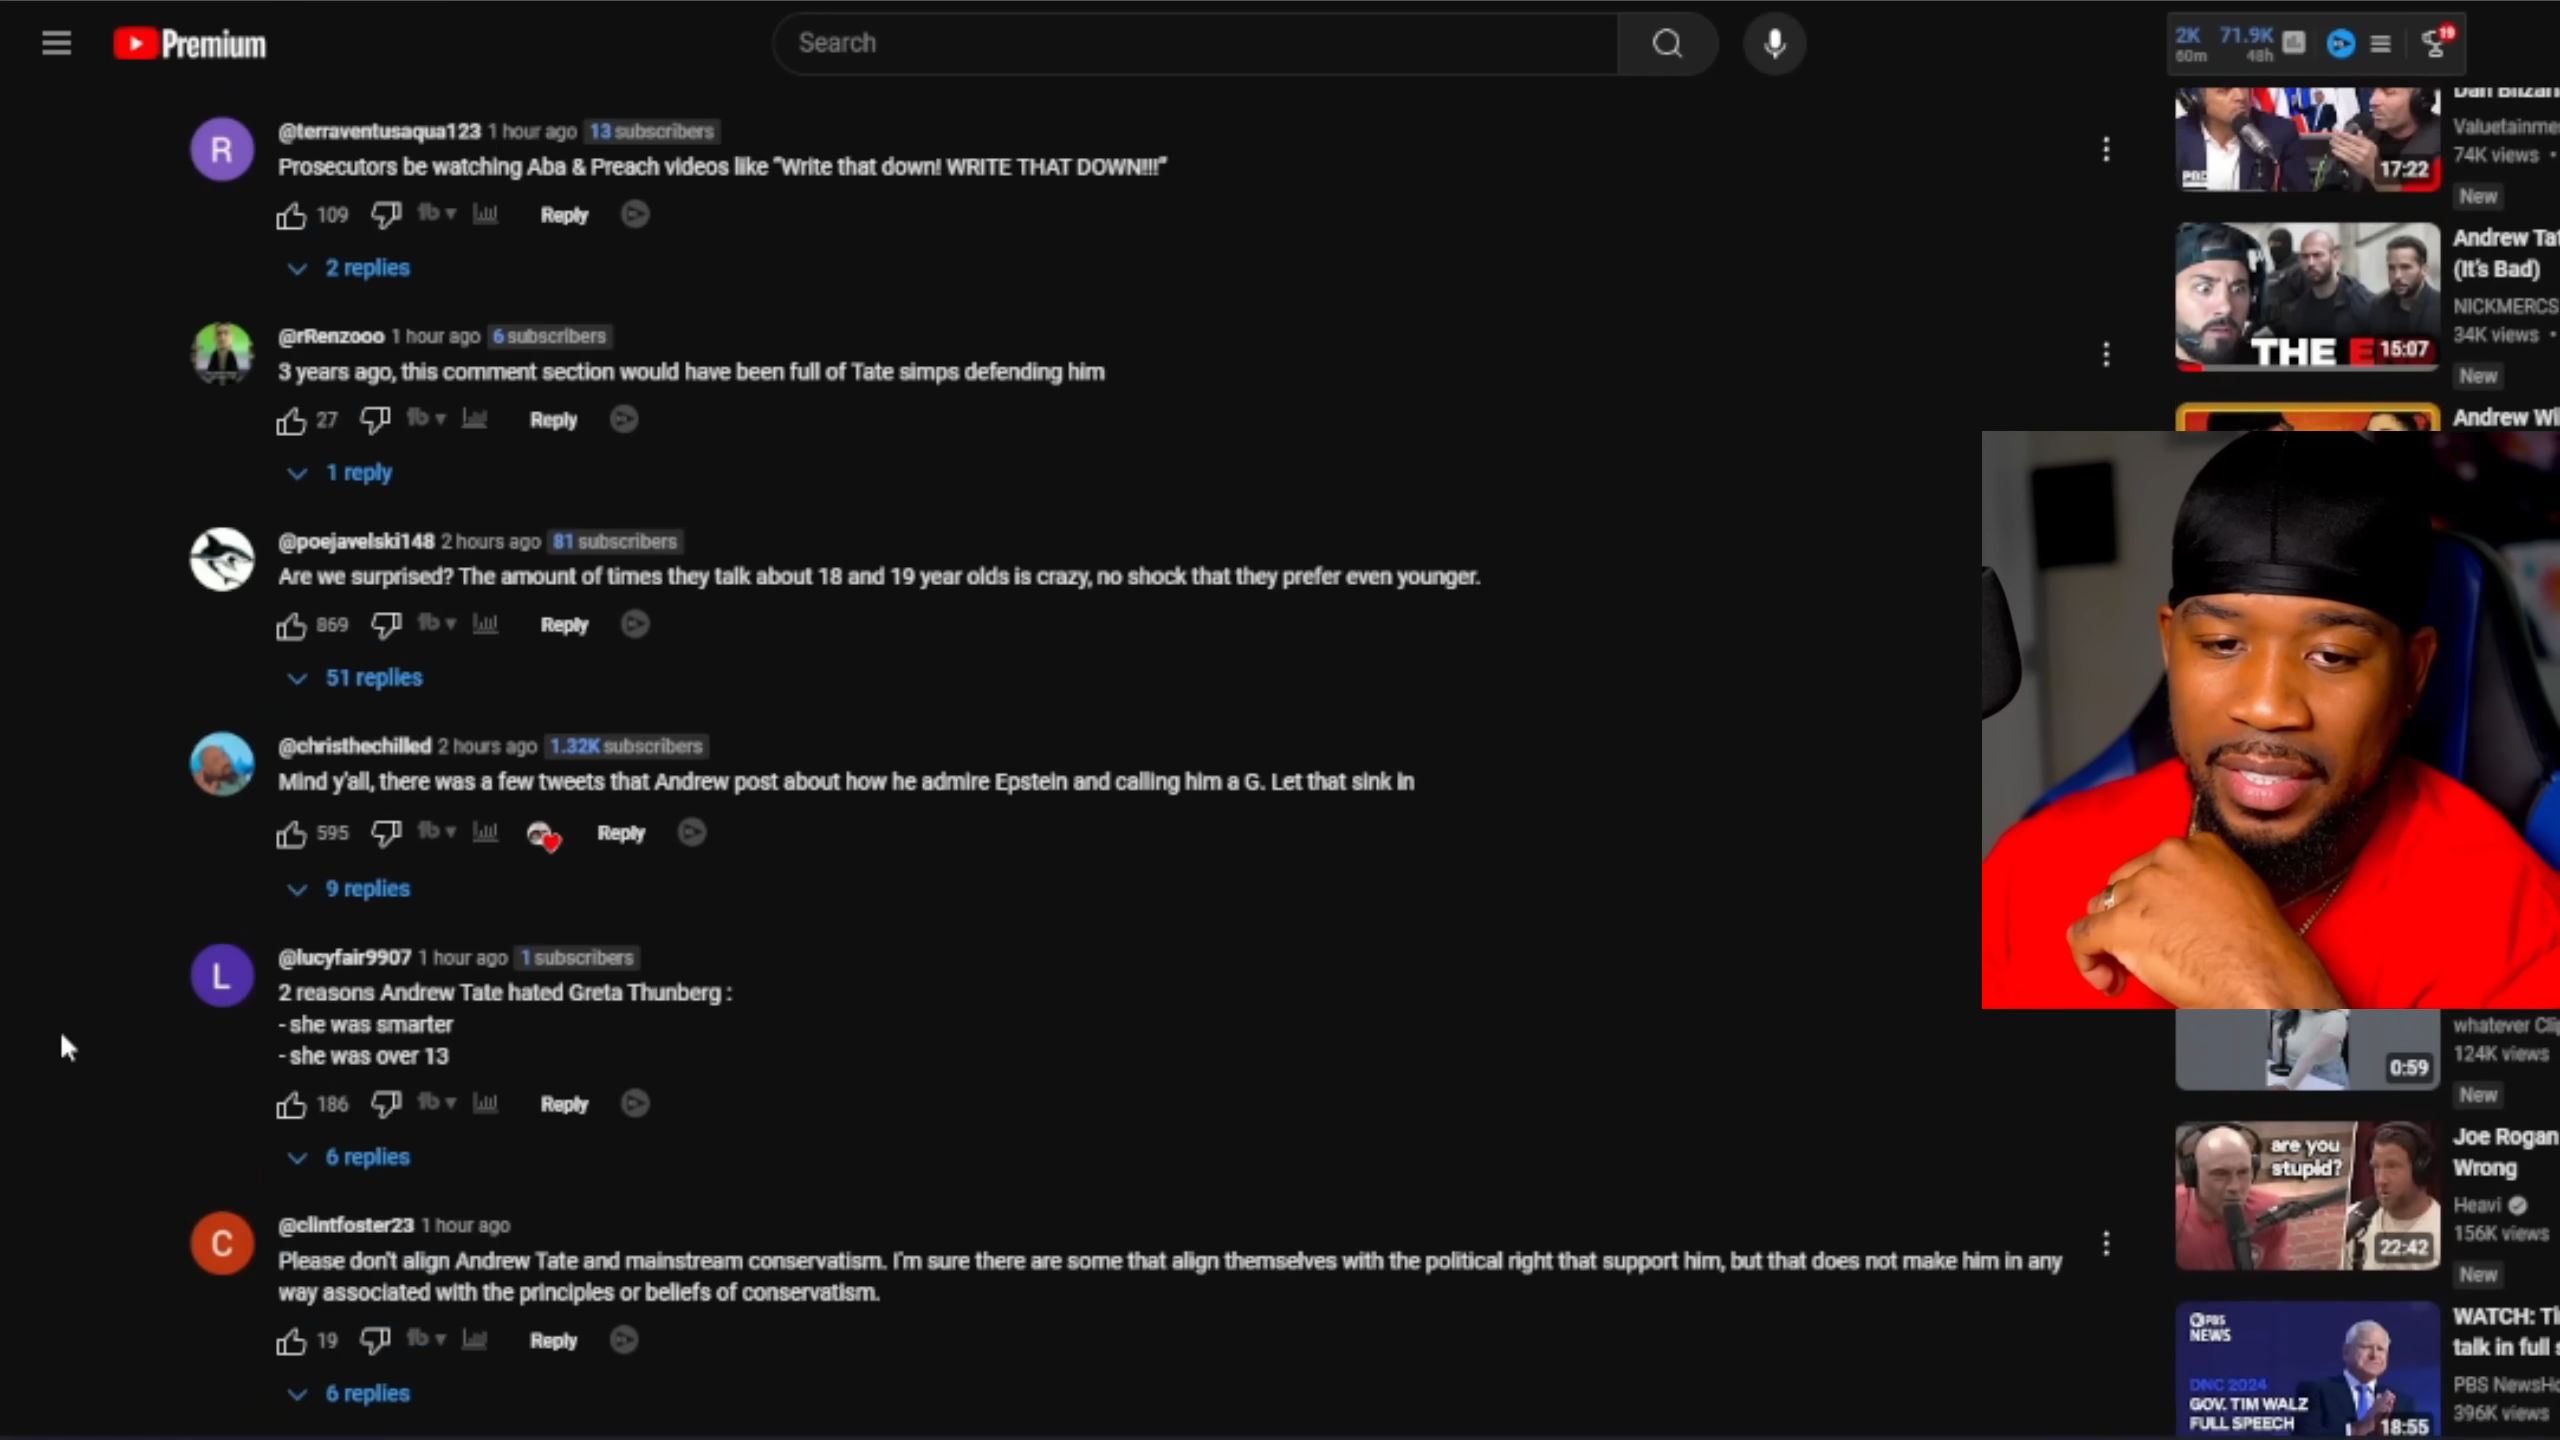 Premium
Search
2K 71.9K
60m 48h
19
R
@terraventusaqua123 1 hour ago 13 subscribers
Prosecutors be watching Aba & Preach videos like “Write that down! WRITE THAT DOWN!!!”
109 Reply
2 replies
@rRenzooo 1 hour ago 6 subscribers
3 years ago, this comment section would have been full of Tate simps defending him
27 Reply
1 reply
@poejavelski148 2 hours ago 81 subscribers
Are we surprised? The amount of times they talk about 18 and 19 year olds is crazy, no shock that they prefer even younger.
869 Reply
51 replies
@christhechilled 2 hours ago 1.32K subscribers
Mind y'all, there was a few tweets that Andrew post about how he admire Epstein and calling him a G. Let that sink in
595 Reply
9 replies
L
@lucyfair9907 1 hour ago 1 subscribers
2 reasons Andrew Tate hated Greta Thunberg :
- she was smarter
- she was over 13
186 Reply
6 replies
C
@clintfoster23 1 hour ago
Please don't align Andrew Tate and mainstream conservatism. I'm sure there are some that align themselves with the political right that support him, but that does not make him in any
way associated with the principles or beliefs of conservatism.
19 Reply
6 replies
17:22
Valuetainme
74K views •
New
THE E
15:07
Andrew Tat
(It's Bad)
NICKMERCS
34K views •
New
Andrew Wi
0:59
whatever Cli
124K views
New
are you
stupid?
22:42
Joe Rogan
Wrong
Heavi
156K views
New
PBS
NEWS
DNC 2024
GOV. TIM WALZ
FULL SPEECH
18:55
WATCH: Ti
talk in full s
PBS NewsHo
396K views